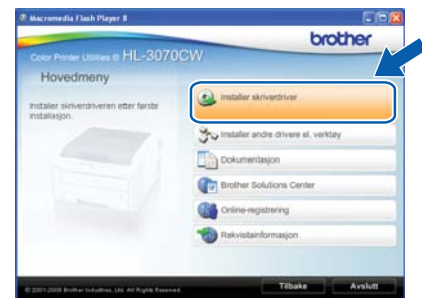 Macromedia Flash Player 8
brother
Color Printer Utilities © HL-3070CW
Hovedmeny
Installer skriverdriveren etter første
installasjon.
Installer skriverdriver
Installer andre drivere el. verktøy
Dokumentasjon
Brother Solutions Center
Online-registrering
Rekvisitainformasjon
© 2001-2009 Brother Industries, Ltd. All Rights Reserved.
Tilbake
Avslutt